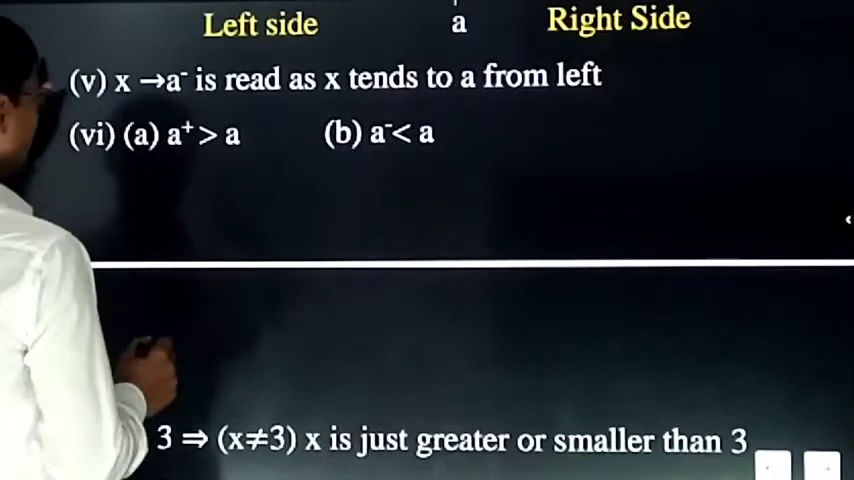 Left side a Right Side
(v) x →a⁻ is read as x tends to a from left
(vi) (a) a⁺ > a (b) a⁻< a
3 ⇒ (x≠3) x is just greater or smaller than 3